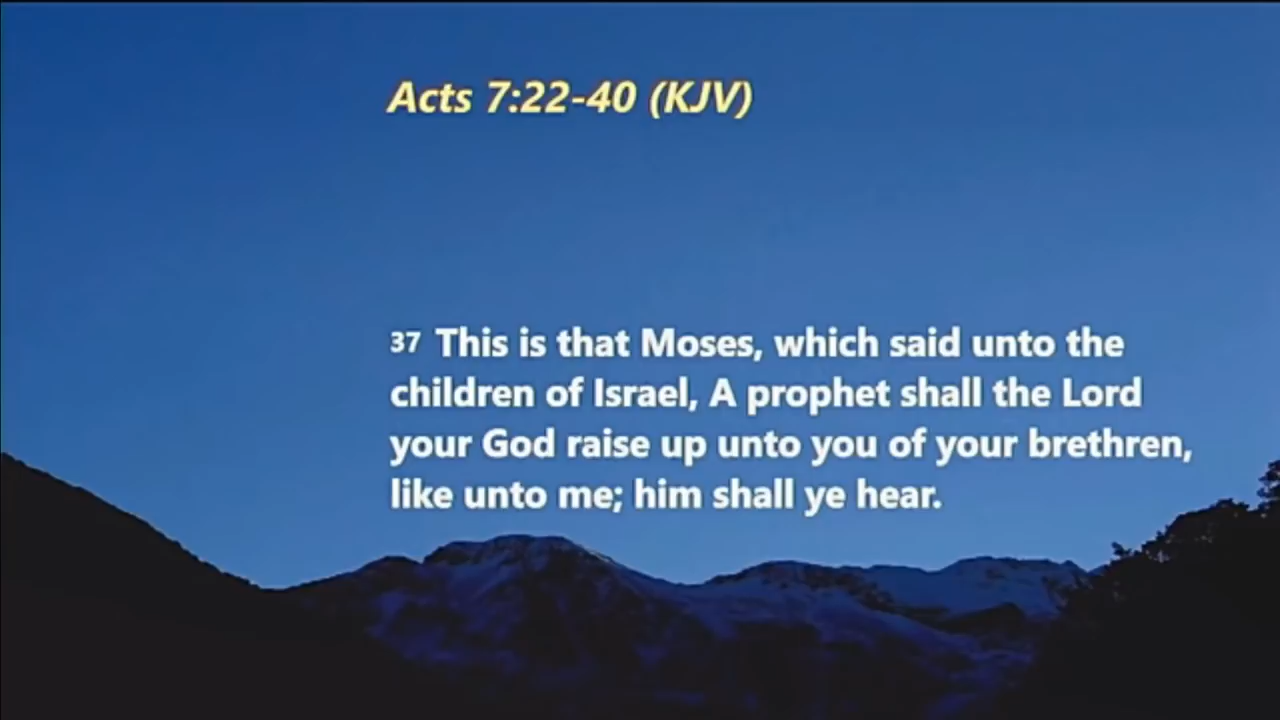 Acts 7:22-40 (KJV)
37 This is that Moses, which said unto the
children of Israel, A prophet shall the Lord
your God raise up unto you of your brethren,
like unto me; him shall ye hear.